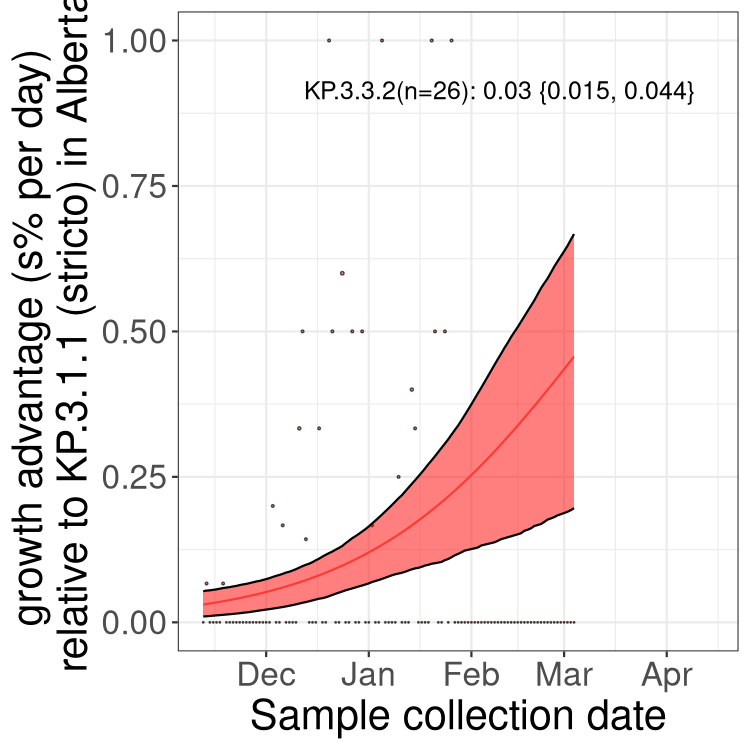 growth advantage (s% per day)
relative to KP.3.1.1 (stricto) in Alberta
1.00
KP.3.3.2(n=26): 0.03 {0.015, 0.044}
0.75
0.50
0.25
0.00
Dec Jan Feb Mar Apr
Sample collection date